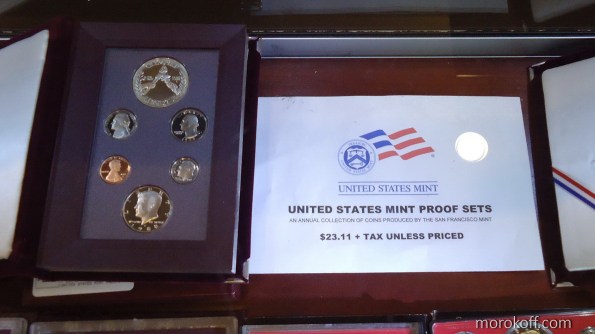 UNITED STATES MINT
UNITED STATES MINT PROOF SETS
AN ANNUAL COLLECTION OF COINS PRODUCED BY THE SAN FRANCISCO MINT
$23.11 + TAX UNLESS PRICED
morokoff.com